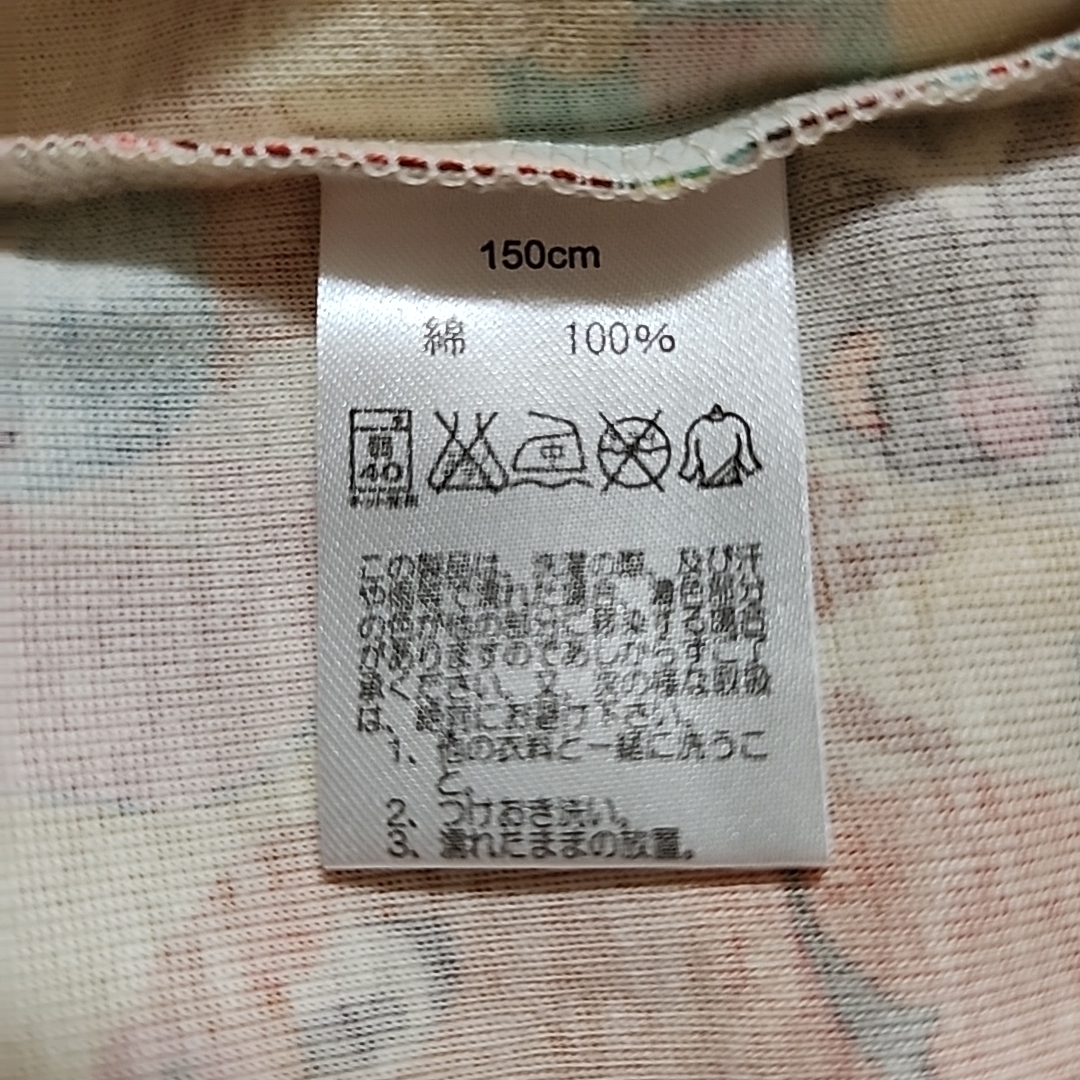 150cm
綿 100%
弱
40
ネット使用
中
この製品は、洗濯の際、及び汗
や雨等で濡れた場合、濃色部分
の色が他の部分に移染する場合
がありますのであしからずご了
承ください。又、次の様な取扱
は、絶対にお避け下さい。
1、他の衣料と一緒に洗うこ
と。
2、つけおき洗い。
3、濡れたままの放置。